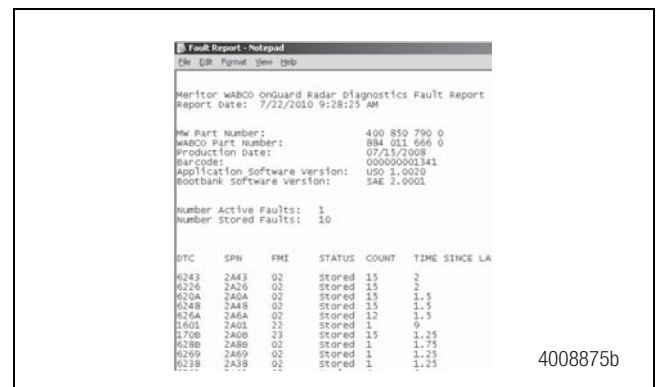 Fault Report - Notepad
File Edit Format View Help
Meritor WABCO OnGuard Radar Diagnostics Fault Report
Report Date: 7/22/2010 9:28:25 AM
MW Part Number: 400 850 790 0
WABCO Part Number: 884 011 666 0
Production Date: 07/15/2008
Barcode: 000000001341
Application Software Version: USO 1.0020
Bootbank Software Version: SAE 2.0001
Number Active Faults: 1
Number Stored Faults: 10
DTC SPN FMI STATUS COUNT TIME SINCE LA
6243 2A43 02 Stored 15 2
6226 2A26 02 Stored 15 2
620A 2A0A 02 Stored 15 1.5
6248 2A48 02 Stored 15 1.5
626A 2A6A 02 Stored 12 1.5
1601 2A01 22 Stored 1 9
170B 2A0B 23 Stored 15 1.25
628B 2A8B 02 Stored 1 1.75
6269 2A69 02 Stored 1 1.25
6238 2A38 02 Stored 1 1.25
4008875b